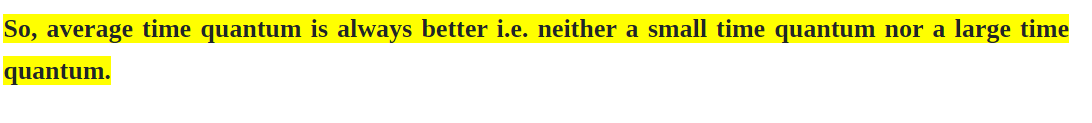 So, average time quantum is always better i.e. neither a small time quantum nor a large time
quantum.